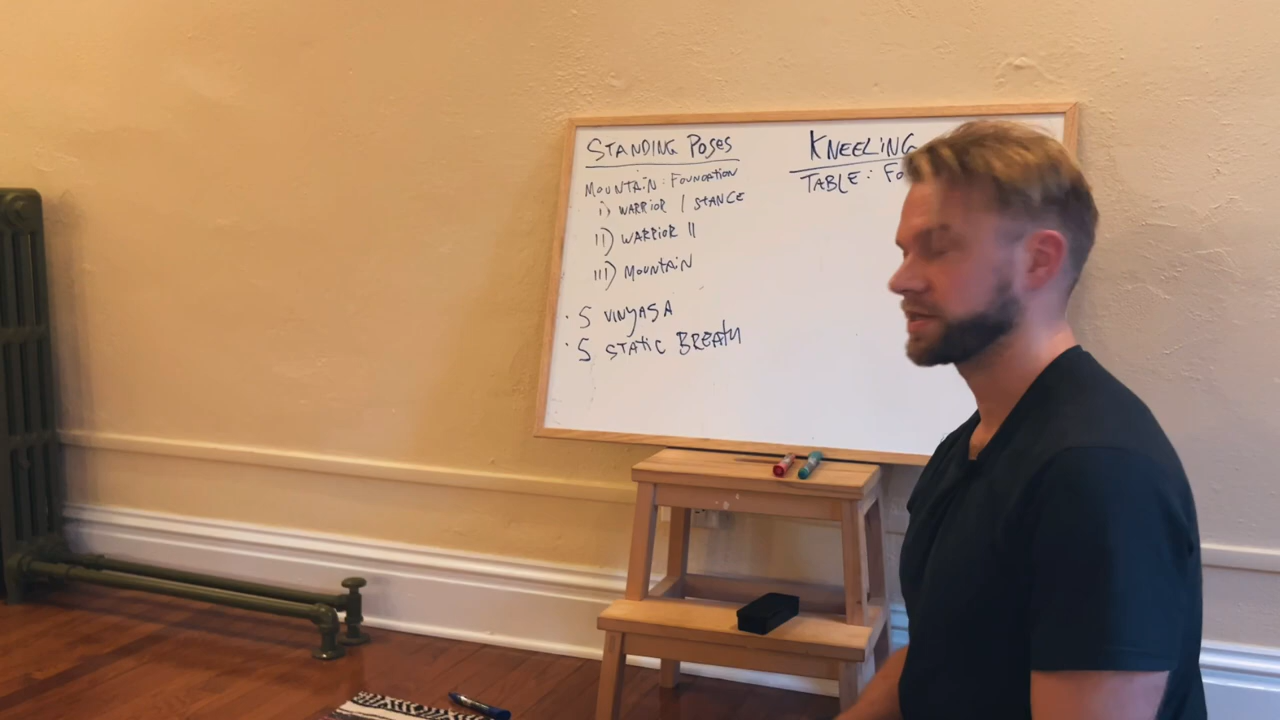 STANDING POSES
MOUNTAIN: FOUNDATION
i) WARRIOR I STANCE
II) WARRIOR II
III) MOUNTAIN
· 5 VINYASA
· 5 STATIC BREATH
KNEELING
TABLE: FO